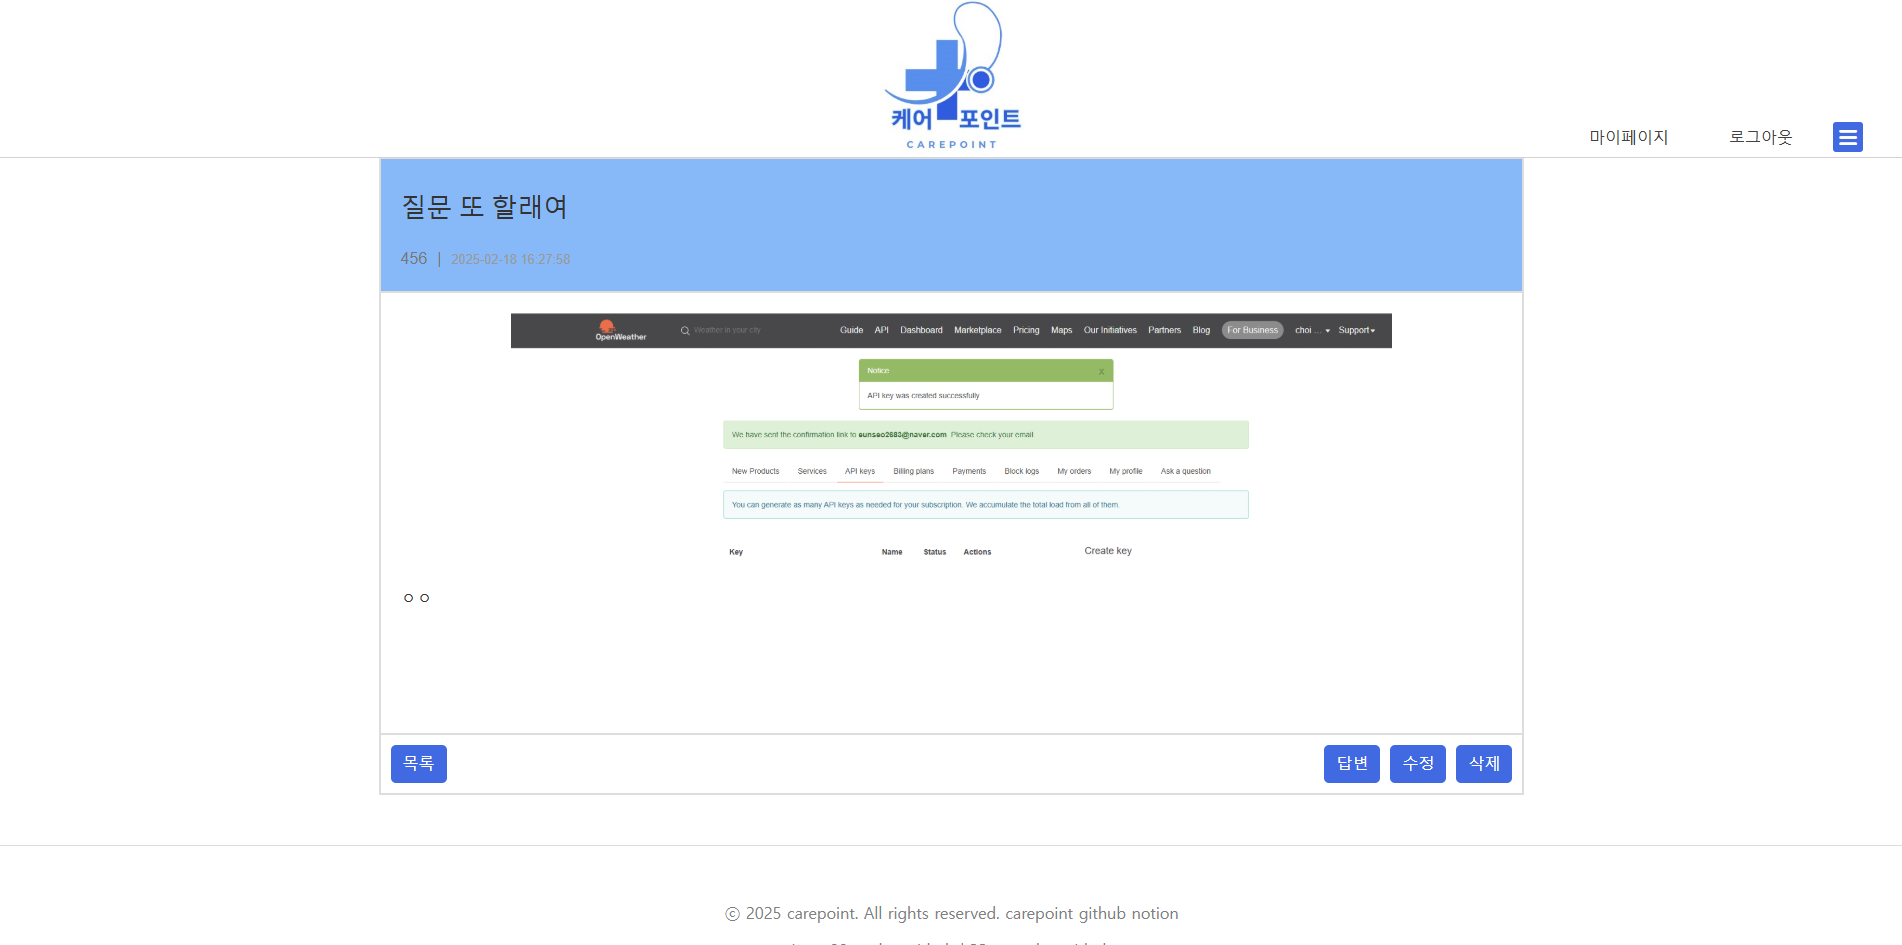 케어 포인트
CAREPOINT
마이페이지 로그아웃
질문 또 할래여
456 | 2025-02-18 16:27:58
OpenWeather Weather in your city Guide API Dashboard Marketplace Pricing Maps Our Initiatives Partners Blog For Business choi ... Support
Notice x
API key was created successfully
We have sent the confirmation link to eunseo2683@naver.com. Please check your email
New Products Services API keys Billing plans Payments Block logs My orders My profile Ask a question
You can generate as many API keys as needed for your subscription. We accumulate the total load from all of them.
Key Name Status Actions Create key
ㅇㅇ
목록 답변 수정 삭제
ⓒ 2025 carepoint. All rights reserved. carepoint github notion